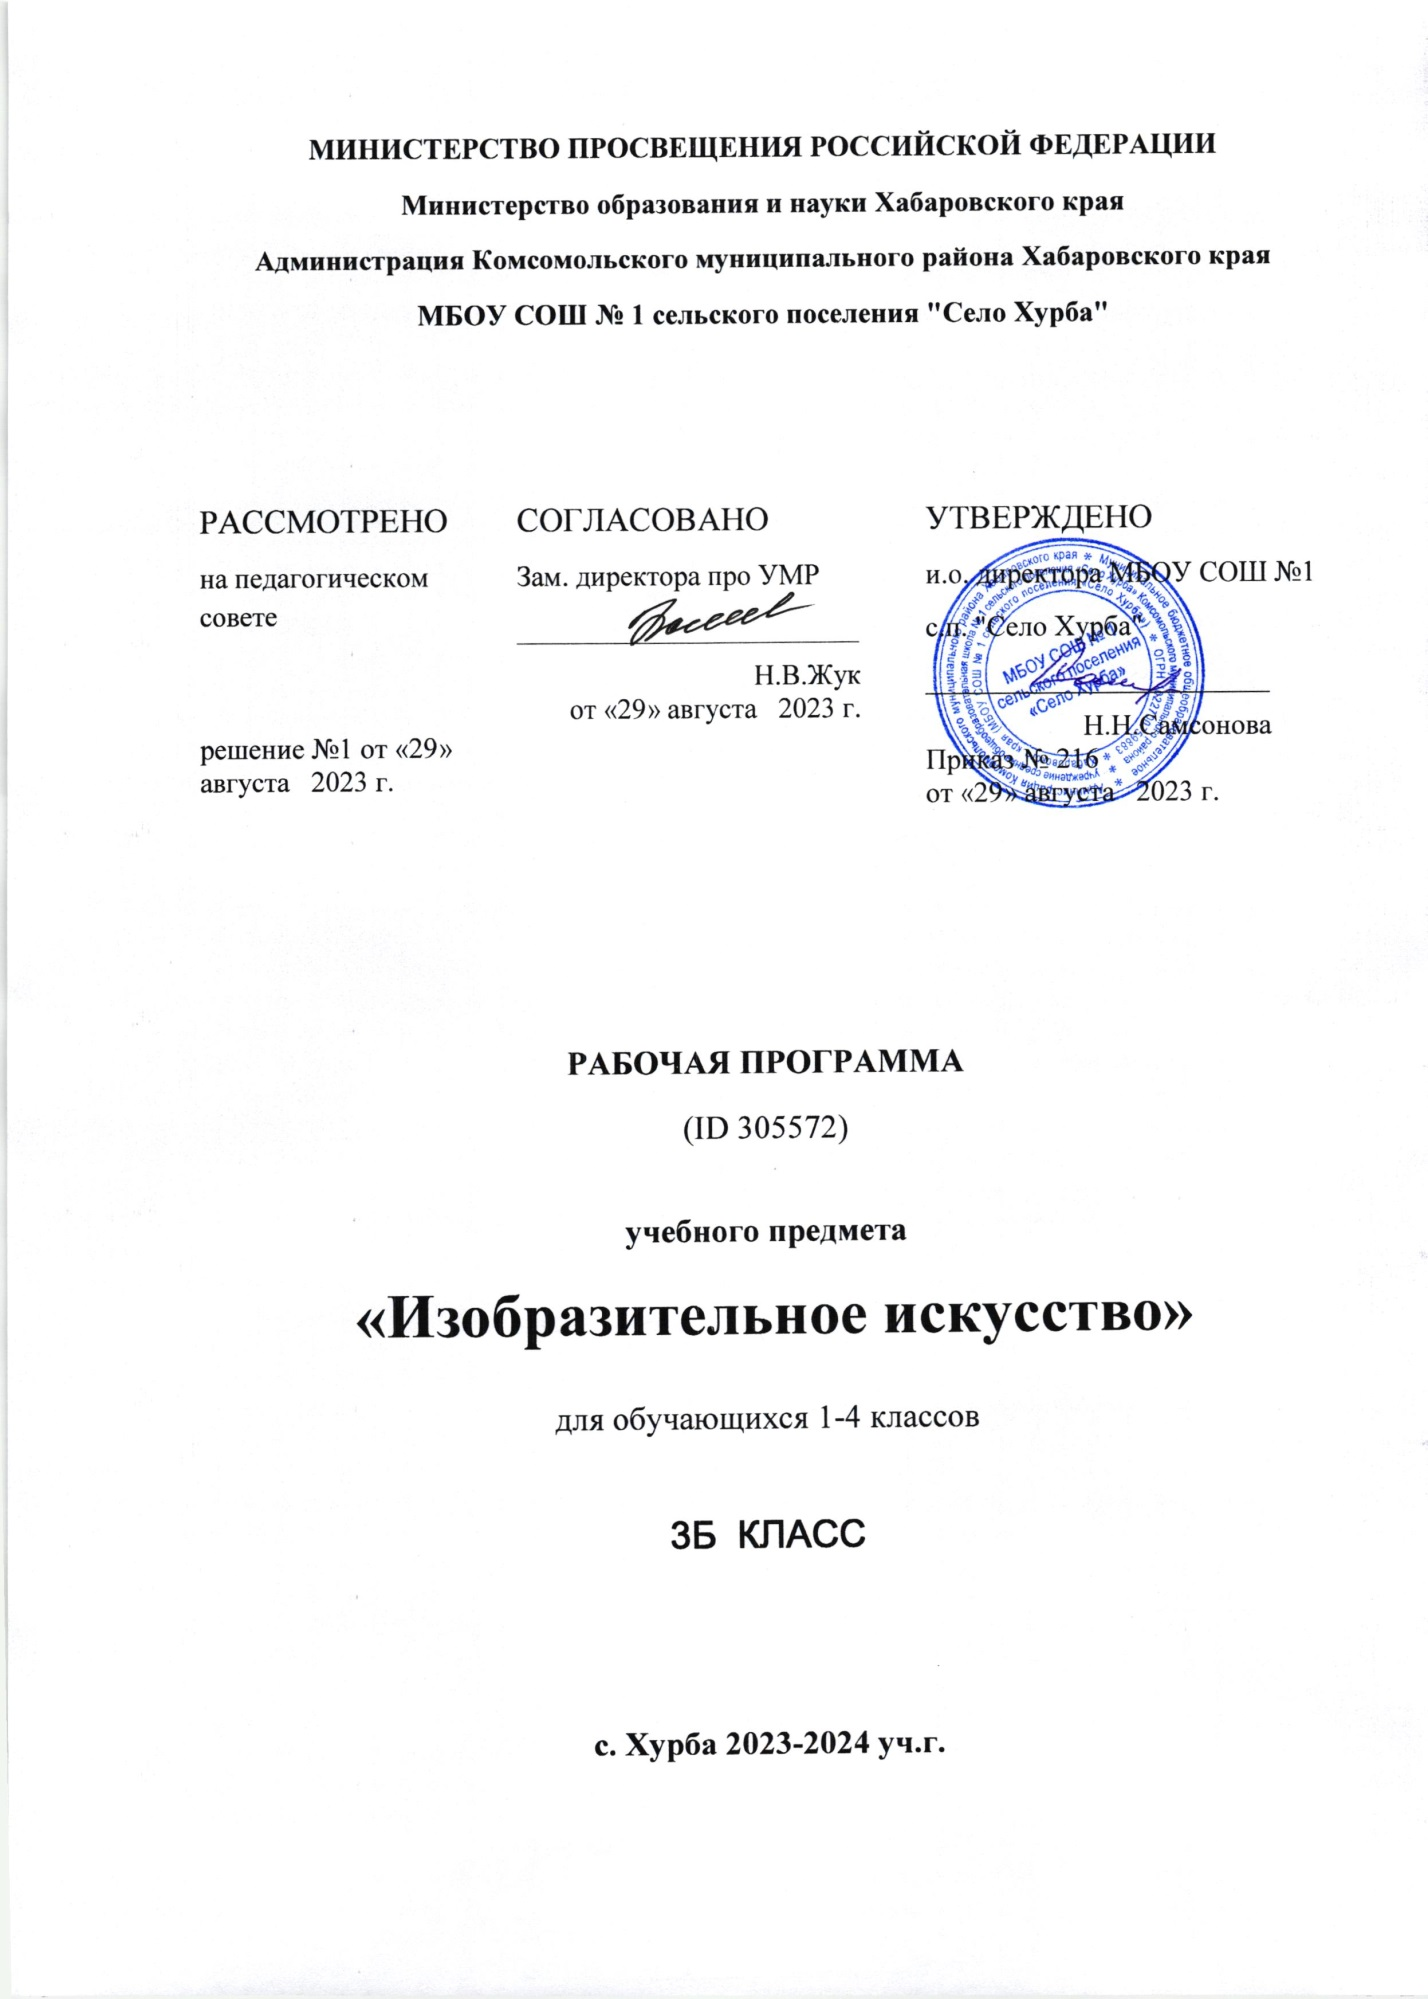 МИНИСТЕРСТВО ПРОСВЕЩЕНИЯ РОССИЙСКОЙ ФЕДЕРАЦИИ
Министерство образования и науки Хабаровского края
Администрация Комсомольского муниципального района Хабаровского края
МБОУ СОШ № 1 сельского поселения "Село Хурба"
РАССМОТРЕНО
на педагогическом
совете
решение №1 от «29»
августа 2023 г.
СОГЛАСОВАНО
Зам. директора про УМР
Н.В.Жук
от «29» августа 2023 г.
УТВЕРЖДЕНО
и.о. директора МБОУ СОШ №1
с.п. "Село Хурба"
Н.Н.Самсонова
Приказ № 216
от «29» августа 2023 г.
МБОУ СОШ № 1
сельского поселения
«Село Хурба»
РАБОЧАЯ ПРОГРАММА
(ID 305572)
учебного предмета
«Изобразительное искусство»
для обучающихся 1-4 классов
3Б КЛАСС
с. Хурба 2023-2024 уч.г.